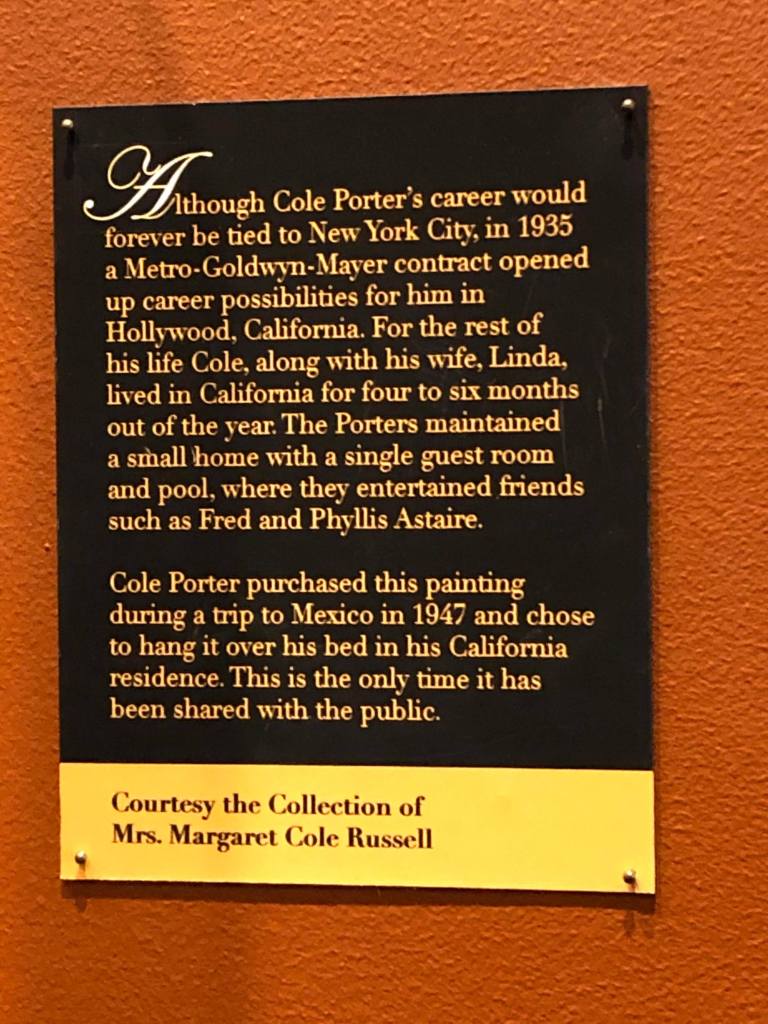 Although Cole Porter's career would
forever be tied to New York City, in 1935
a Metro-Goldwyn-Mayer contract opened
up career possibilities for him in
Hollywood, California. For the rest of
his life Cole, along with his wife, Linda,
lived in California for four to six months
out of the year. The Porters maintained
a small home with a single guest room
and pool, where they entertained friends
such as Fred and Phyllis Astaire.
Cole Porter purchased this painting
during a trip to Mexico in 1947 and chose
to hang it over his bed in his California
residence. This is the only time it has
been shared with the public.
Courtesy the Collection of
Mrs. Margaret Cole Russell